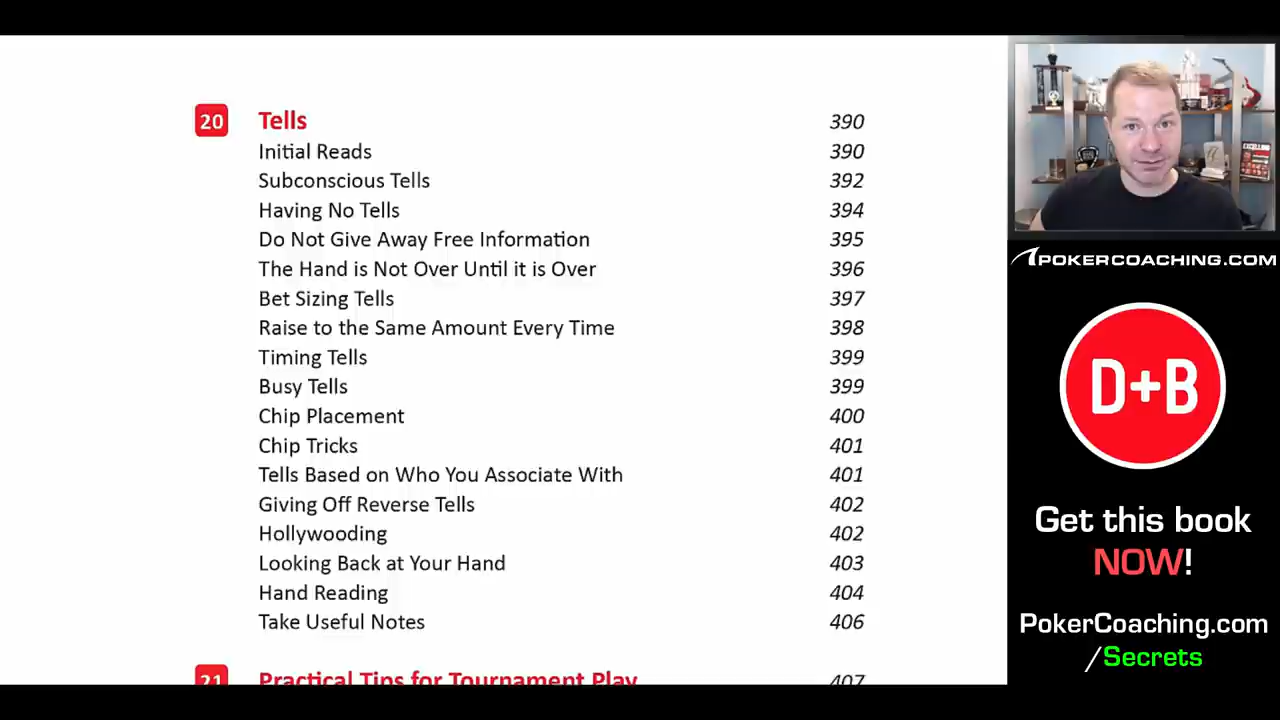 20 Tells 390
Initial Reads 390
Subconscious Tells 392
Having No Tells 394
Do Not Give Away Free Information 395
The Hand is Not Over Until it is Over 396
Bet Sizing Tells 397
Raise to the Same Amount Every Time 398
Timing Tells 399
Busy Tells 399
Chip Placement 400
Chip Tricks 401
Tells Based on Who You Associate With 401
Giving Off Reverse Tells 402
Hollywooding 402
Looking Back at Your Hand 403
Hand Reading 404
Take Useful Notes 406
21 Practical Tips for Tournament Play 407
EXCELLING
POKERCOACHING.COM
D+B
Get this book
NOW!
PokerCoaching.com
/Secrets